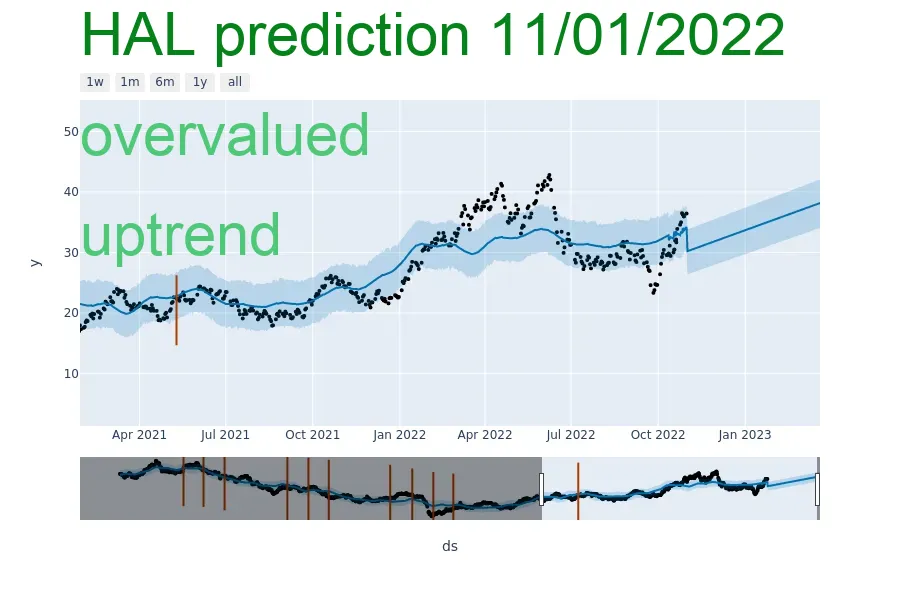 HAL prediction 11/01/2022
1w 1m 6m 1y all
overvalued
uptrend
50
40
30
20
10
y
Apr 2021 Jul 2021 Oct 2021 Jan 2022 Apr 2022 Jul 2022 Oct 2022 Jan 2023
ds